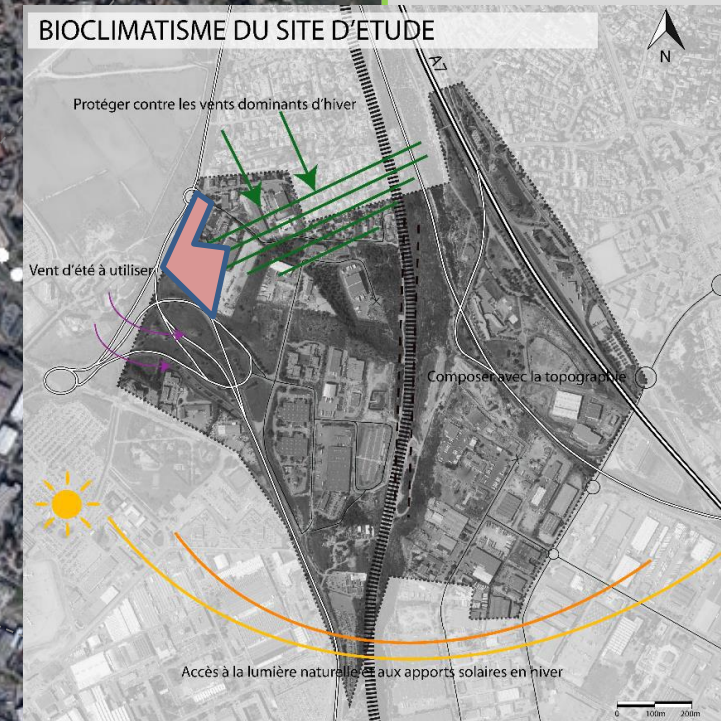 BIOCLIMATISME DU SITE D'ETUDE
N
A7
Protéger contre les vents dominants d'hiver
Vent d'été à utiliser
Composer avec la topographie
Accès à la lumière naturelle et aux apports solaires en hiver
0 100m 200m